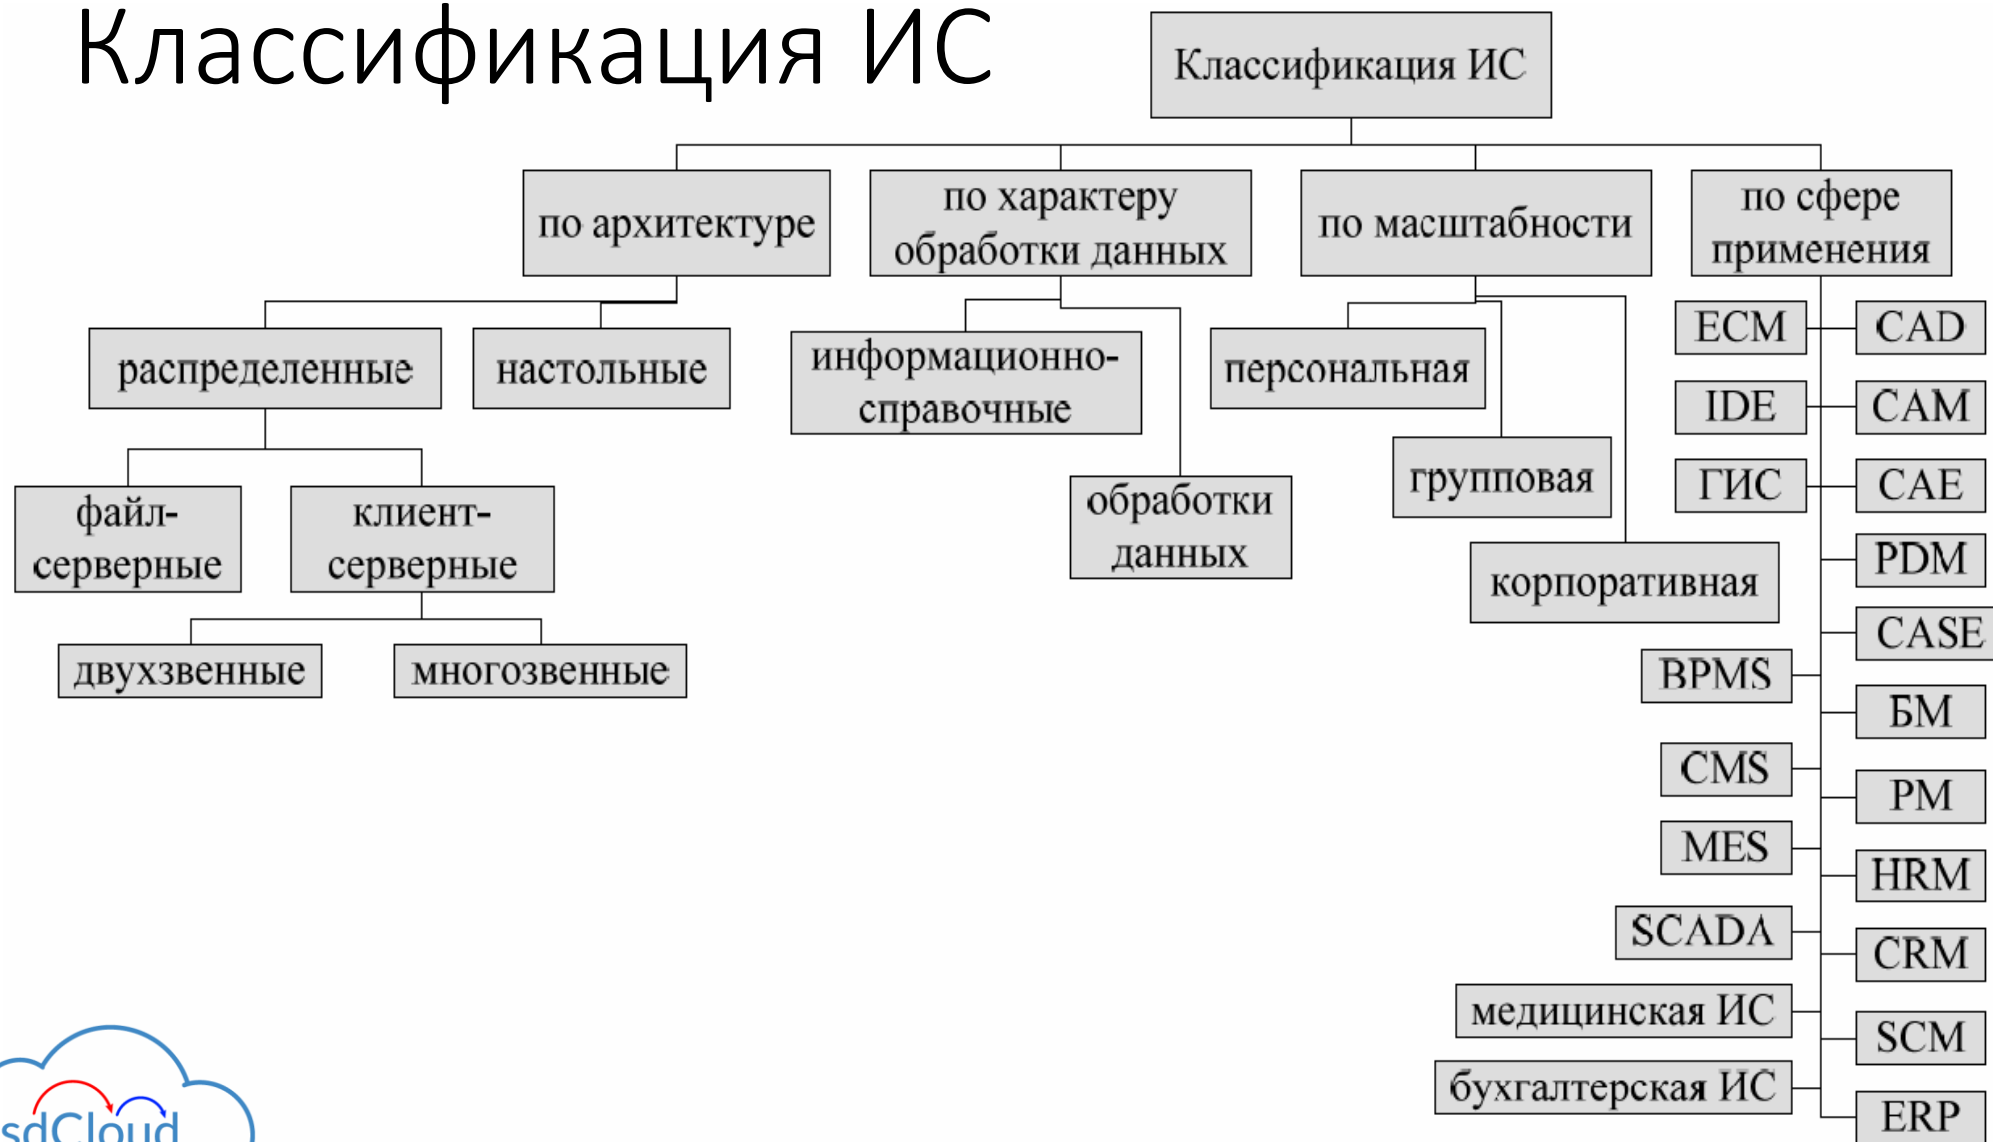 Классификация ИС
Классификация ИС
по архитектуре
по характеру
обработки данных
по масштабности
по сфере
применения
распределенные
настольные
информационно-
справочные
персональная
ECM
CAD
IDE
CAM
файл-
серверные
клиент-
серверные
обработки
данных
групповая
ГИС
CAE
корпоративная
PDM
CASE
двухзвенные
многозвенные
BPMS
БМ
CMS
PM
MES
HRM
SCADA
CRM
медицинская ИС
SCM
бухгалтерская ИС
ERP
sdCloud